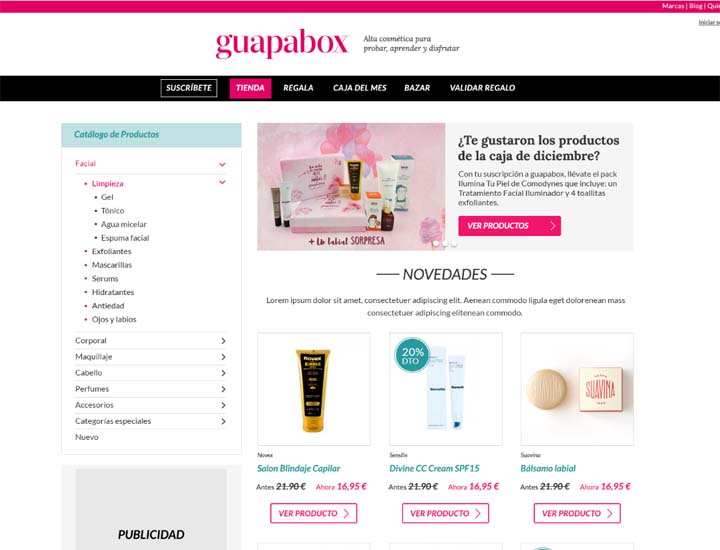 Marcas | Blog |
Iniciar
guapabox
Alta cosmética para
probar, aprender y disfrutar
SUSCRÍBETE TIENDA REGALA CAJA DEL MES BAZAR VALIDAR REGALO
Catálogo de Productos
Facial
Limpieza
Gel
Tónico
Agua micelar
Espuma facial
Exfoliantes
Mascarillas
Serums
Hidratantes
Antiedad
Ojos y labios
Corporal
Maquillaje
Cabello
Perfumes
Accesorios
Categorías especiales
Nuevo
PUBLICIDAD
+ Un labial SORPRESA
¿Te gustaron los productos
de la caja de diciembre?
Con tu suscripción a guapabox, llévate el pack
Ilumina Tu Piel de Comodynes que incluye: un
Tratamiento Facial Iluminador y 4 toallitas
exfoliantes.
VER PRODUCTOS
NOVEDADES
Lorem ipsum dolor sit amet, consectetuer adipiscing elit. Aenean commodo ligula eget dolorenean mass
consectetuer adipiscing elitenean commodo.
20%
DTO
SUAVINA
Novex
Salon Blindaje Capilar
Antes 21.90 € Ahora 16,95 €
VER PRODUCTO
Sensilis
Divine CC Cream SPF15
Antes 21.90 € Ahora 16,95 €
VER PRODUCTO
Suavina
Bálsamo labial
Antes 21.90 € Ahora 16,95 €
VER PRODUCTO